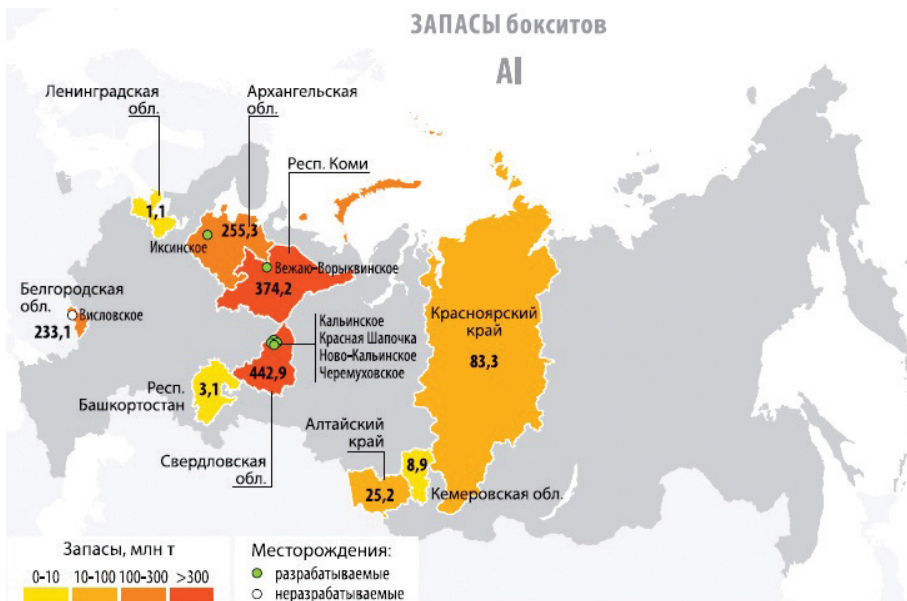 ЗАПАСЫ бокситов
Al
Ленинградская
обл.
Архангельская
обл.
Респ. Коми
1,1
255,3
Иксинское
Вежаю-Ворыквинское
374,2
Белгородская
обл.
Висловское
233,1
Красноярский
край
83,3
Кальинское
Красная Шапочка
Ново-Кальинское
Черемуховское
442,9
3,1
Респ.
Башкортостан
Свердловская
обл.
Алтайский
край
8,9
25,2
Кемеровская обл.
Запасы, млн т
0-10 10-100 100-300 >300
Месторождения:
разрабатываемые
неразрабатываемые